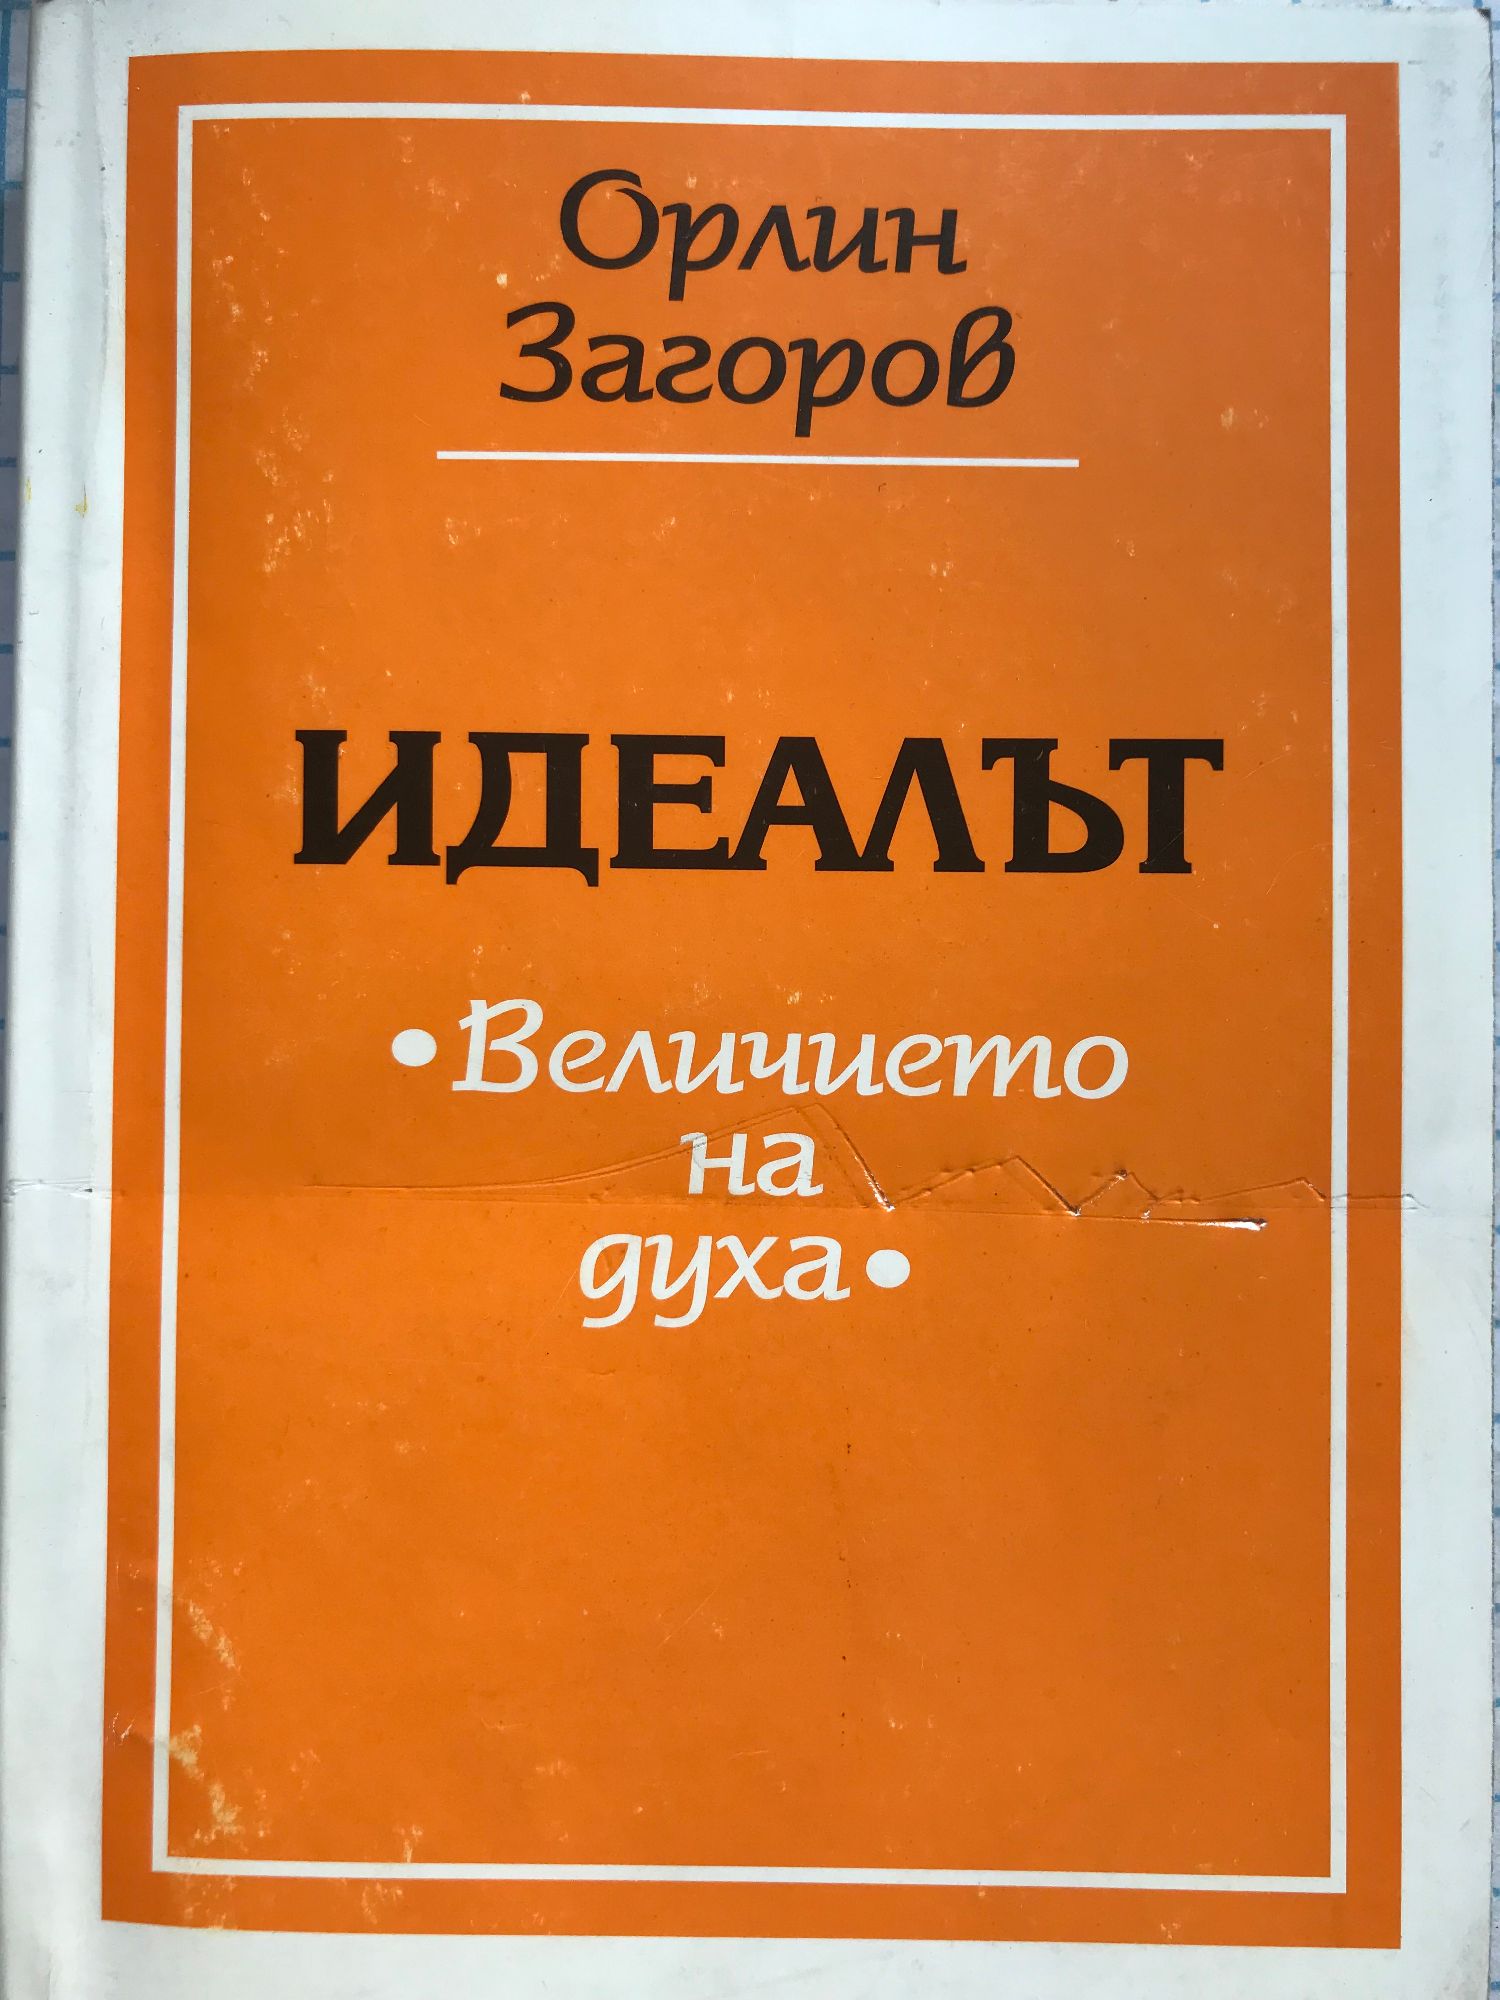 Орлин
Загоров
ИДЕАЛЪТ
• Величието
на
духа •